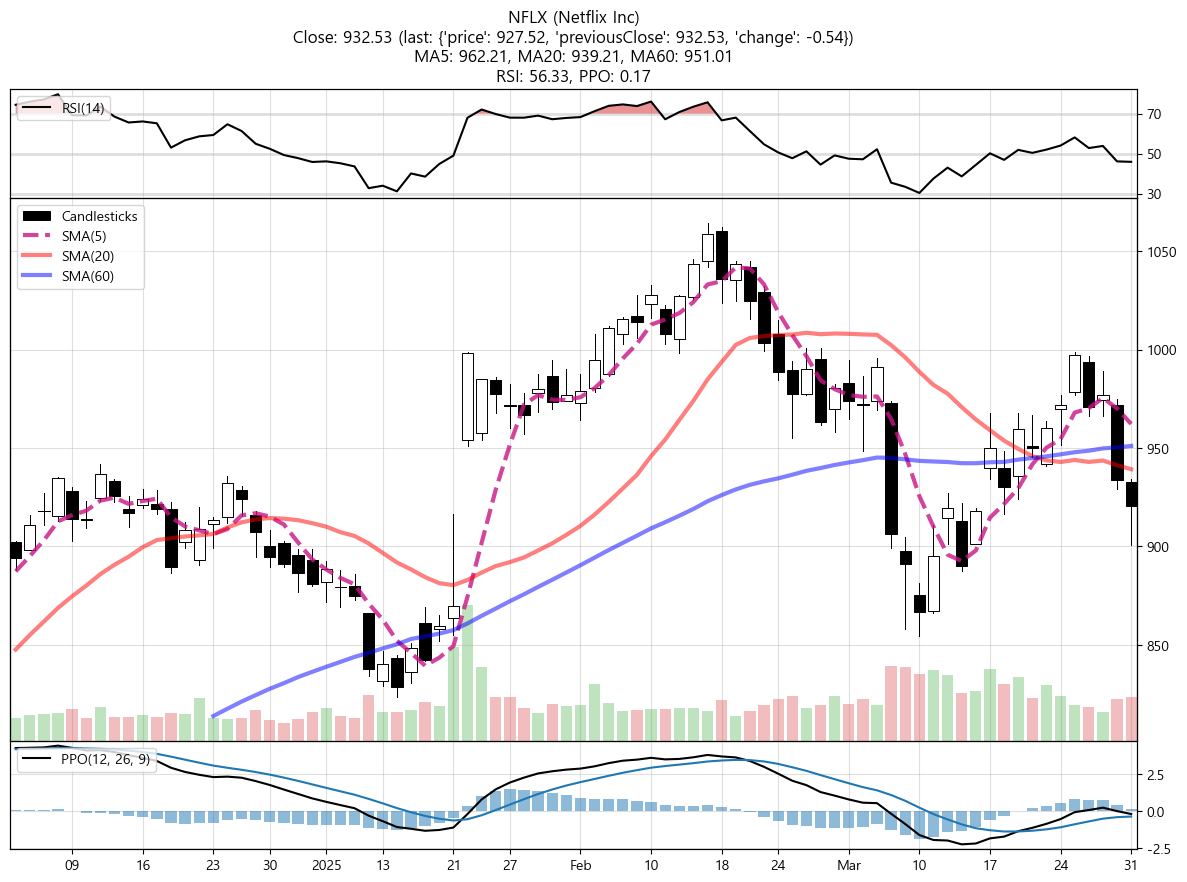 NFLX (Netflix Inc)
Close: 932.53 (last: {'price': 927.52, 'previousClose': 932.53, 'change': -0.54})
MA5: 962.21, MA20: 939.21, MA60: 951.01
RSI: 56.33, PPO: 0.17
RSI(14)
70
50
30
Candlesticks
SMA(5)
SMA(20)
SMA(60)
1050
1000
950
900
850
PPO(12, 26, 9)
2.5
0.0
-2.5
09 16 23 30 2025 13 21 27 Feb 10 18 24 Mar 10 17 24 31